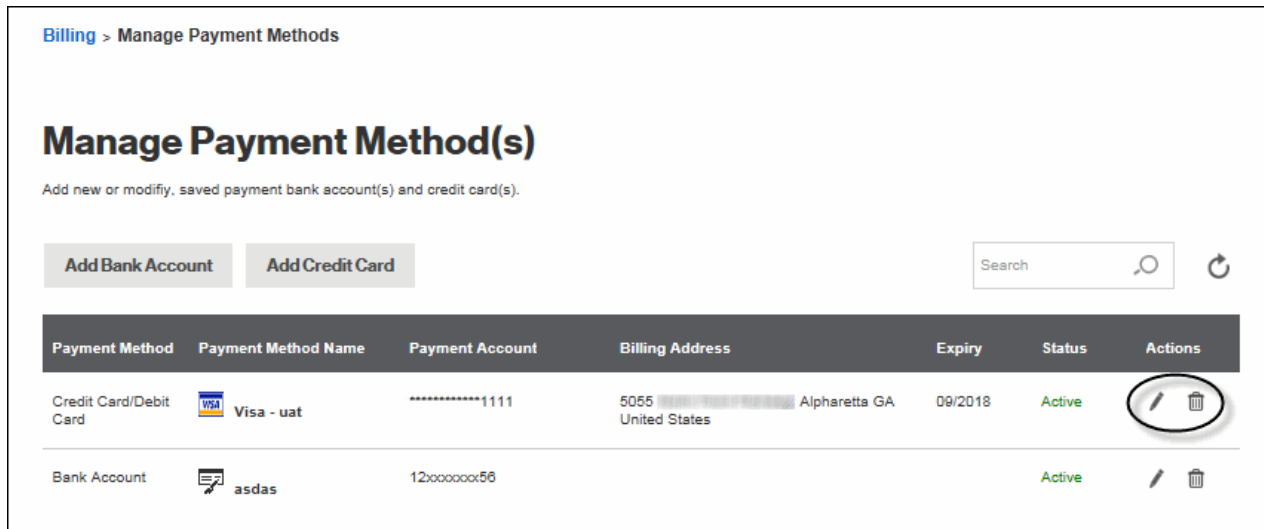 Billing > Manage Payment Methods
Manage Payment Method(s)
Add new or modifiy, saved payment bank account(s) and credit card(s).
Add Bank Account Add Credit Card Search
Payment Method Payment Method Name Payment Account Billing Address Expiry Status Actions
Credit Card/Debit Card VISA Visa - uat ************1111 5055 Alpharetta GA United States 09/2018 Active
Bank Account asdas 12xxxxxxx56 Active